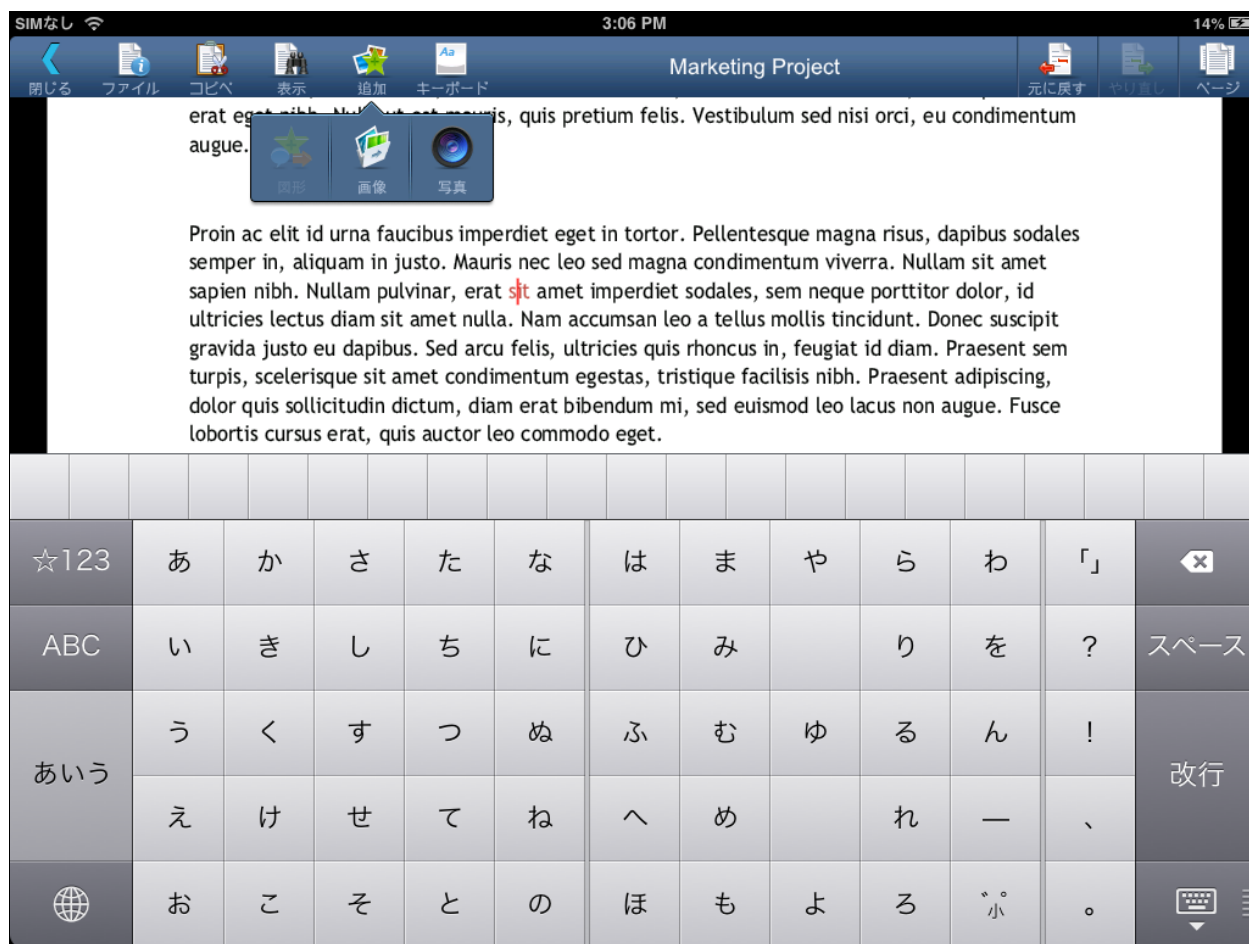 SIMなし 3:06 PM 14%
Marketing Project
閉じる ファイル コピペ 表示 追加 キーボード 元に戻す やり直し ページ
Aa
erat eget nibh. Nulla ut est mauris, quis pretium felis. Vestibulum sed nisi orci, eu condimentum
augue.
図形 画像 写真
Proin ac elit id urna faucibus imperdiet eget in tortor. Pellentesque magna risus, dapibus sodales
semper in, aliquam in justo. Mauris nec leo sed magna condimentum viverra. Nullam sit amet
sapien nibh. Nullam pulvinar, erat sit amet imperdiet sodales, sem neque porttitor dolor, id
ultricies lectus diam sit amet nulla. Nam accumsan leo a tellus mollis tincidunt. Donec suscipit
gravida justo eu dapibus. Sed arcu felis, ultricies quis rhoncus in, feugiat id diam. Praesent sem
turpis, scelerisque sit amet condimentum egestas, tristique facilisis nibh. Praesent adipiscing,
dolor quis sollicitudin dictum, diam erat bibendum mi, sed euismod leo lacus non augue. Fusce
lobortis cursus erat, quis auctor leo commodo eget.
☆123 あ か さ た な は ま や ら わ 「」
ABC い き し ち に ひ み り を ? スペース
う く す つ ぬ ふ む ゆ る ん !
あいう 改行
え け せ て ね へ め れ ー 、
お こ そ と の ほ も よ ろ ゛゜小 。